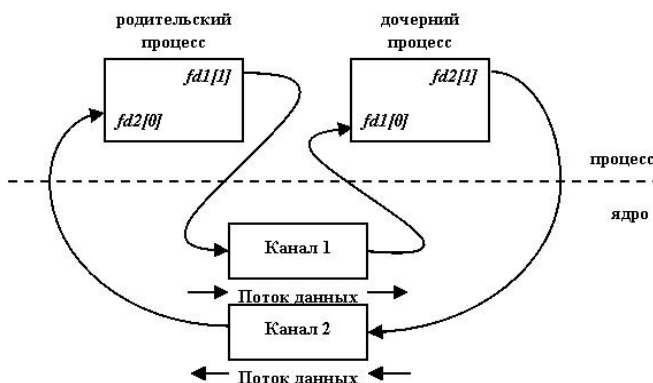 родительский
процесс
дочерний
процесс
fd1[1]
fd2[0]
fd2[1]
fd1[0]
процесс
ядро
Канал 1
Поток данных
Канал 2
Поток данных